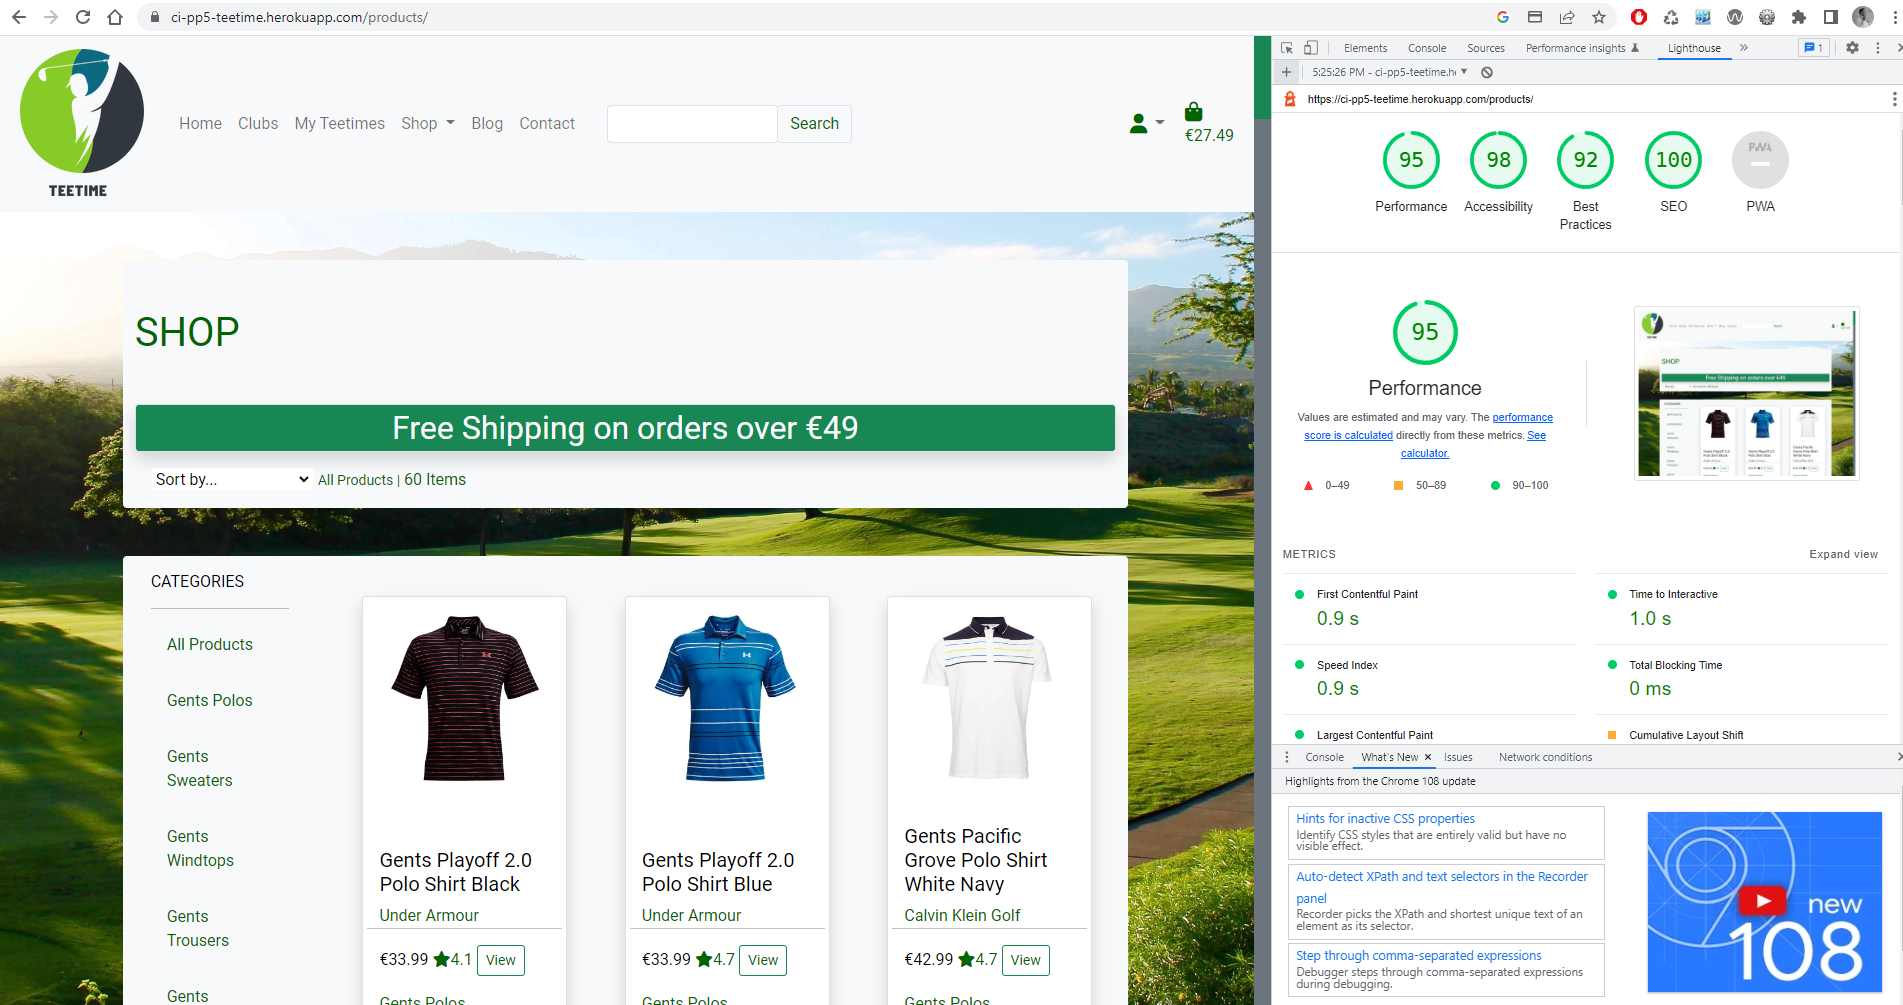 ci-pp5-teetime.herokuapp.com/products/
TEETIME
Home Clubs My Teetimes Shop Blog Contact
Search
€27.49
SHOP
Free Shipping on orders over €49
Sort by... All Products | 60 Items
CATEGORIES
All Products
Gents Polos
Gents
Sweaters
Gents
Windtops
Gents
Trousers
Gents
Gents Playoff 2.0
Polo Shirt Black
Under Armour
€33.99 4.1 View
Gents Polos
Gents Playoff 2.0
Polo Shirt Blue
Under Armour
€33.99 4.7 View
Gents Polos
Gents Pacific
Grove Polo Shirt
White Navy
Calvin Klein Golf
€42.99 4.7 View
Gents Polos
Elements Console Sources Performance insights Lighthouse » 1
5:25:26 PM - ci-pp5-teetime.h
https://ci-pp5-teetime.herokuapp.com/products/
95 98 92 100 PWA
Performance Accessibility Best
Practices SEO PWA
95
Performance
Values are estimated and may vary. The performance
score is calculated directly from these metrics. See
calculator.
0–49 50–89 90–100
SHOP
Free Shipping on orders over €49
METRICS Expand view
First Contentful Paint
0.9 s
Time to Interactive
1.0 s
Speed Index
0.9 s
Total Blocking Time
0 ms
Largest Contentful Paint
Cumulative Layout Shift
Console What's New Issues Network conditions
Highlights from the Chrome 108 update
Hints for inactive CSS properties
Identify CSS styles that are entirely valid but have no
visible effect.
Auto-detect XPath and text selectors in the Recorder
panel
Recorder picks the XPath and shortest unique text of an
element as its selector.
Step through comma-separated expressions
Debugger steps through comma-separated expressions
during debugging.
new
108